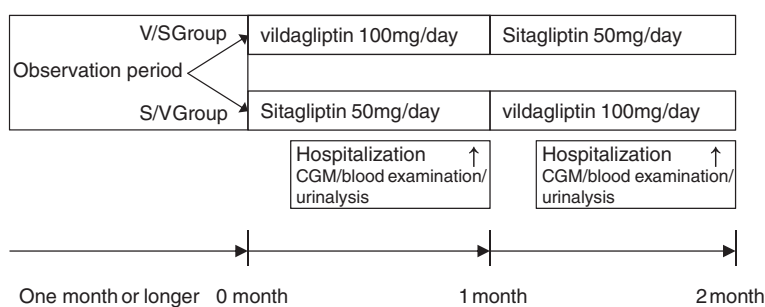 V/SGroup
vildagliptin 100mg/day
Sitagliptin 50mg/day
Observation period
S/VGroup
Sitagliptin 50mg/day
vildagliptin 100mg/day
Hospitalization ↑
CGM/blood examination/
urinalysis
Hospitalization ↑
CGM/blood examination/
urinalysis
One month or longer
0 month
1 month
2 month